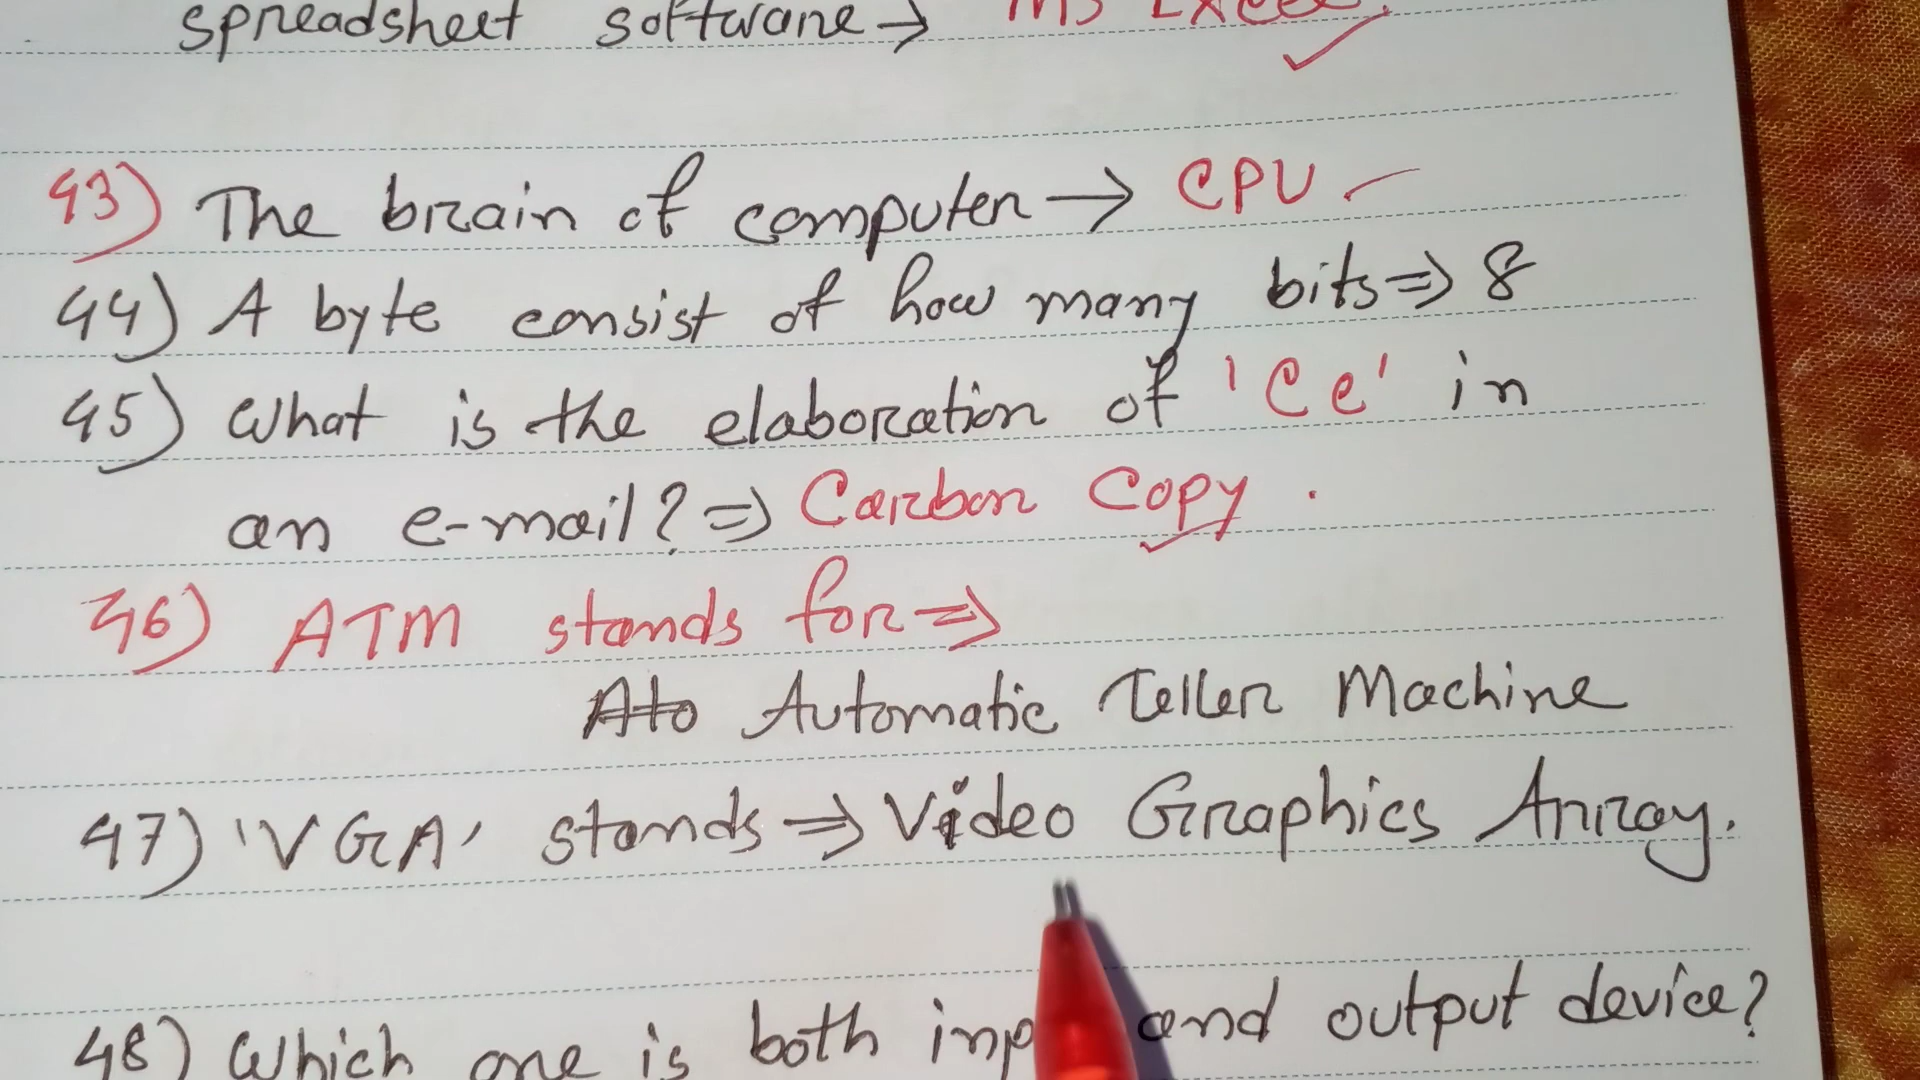 spreadsheet software → MS Excel.
43) The brain of computer → CPU
44) A byte consist of how many bits ⇒ 8
45) What is the elaboration of 'Cc' in
an e-mail? ⇒ Carbon Copy.
46) ATM stands for ⇒
Ato Automatic Teller Machine
47) 'VGA' stands ⇒ Video Graphics Array.
48) Which one is both inp and output device?